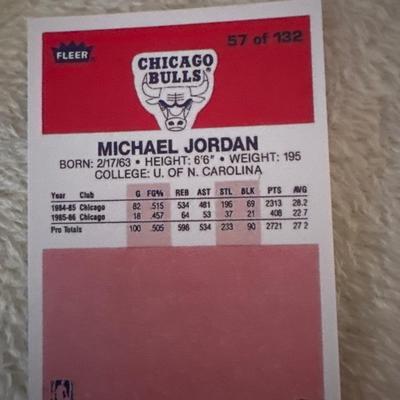 FLEER
57 of 132
CHICAGO
BULLS
MICHAEL JORDAN
BORN: 2/17/63 • HEIGHT: 6'6" • WEIGHT: 195
COLLEGE: U. OF N. CAROLINA
Year Club G FG% REB AST STL BLK PTS AVG
1984-85 Chicago 82 .515 534 481 196 69 2313 28.2
1985-86 Chicago 18 .457 64 53 37 21 408 22.7
Pro Totals 100 .505 598 534 233 90 2721 27.2